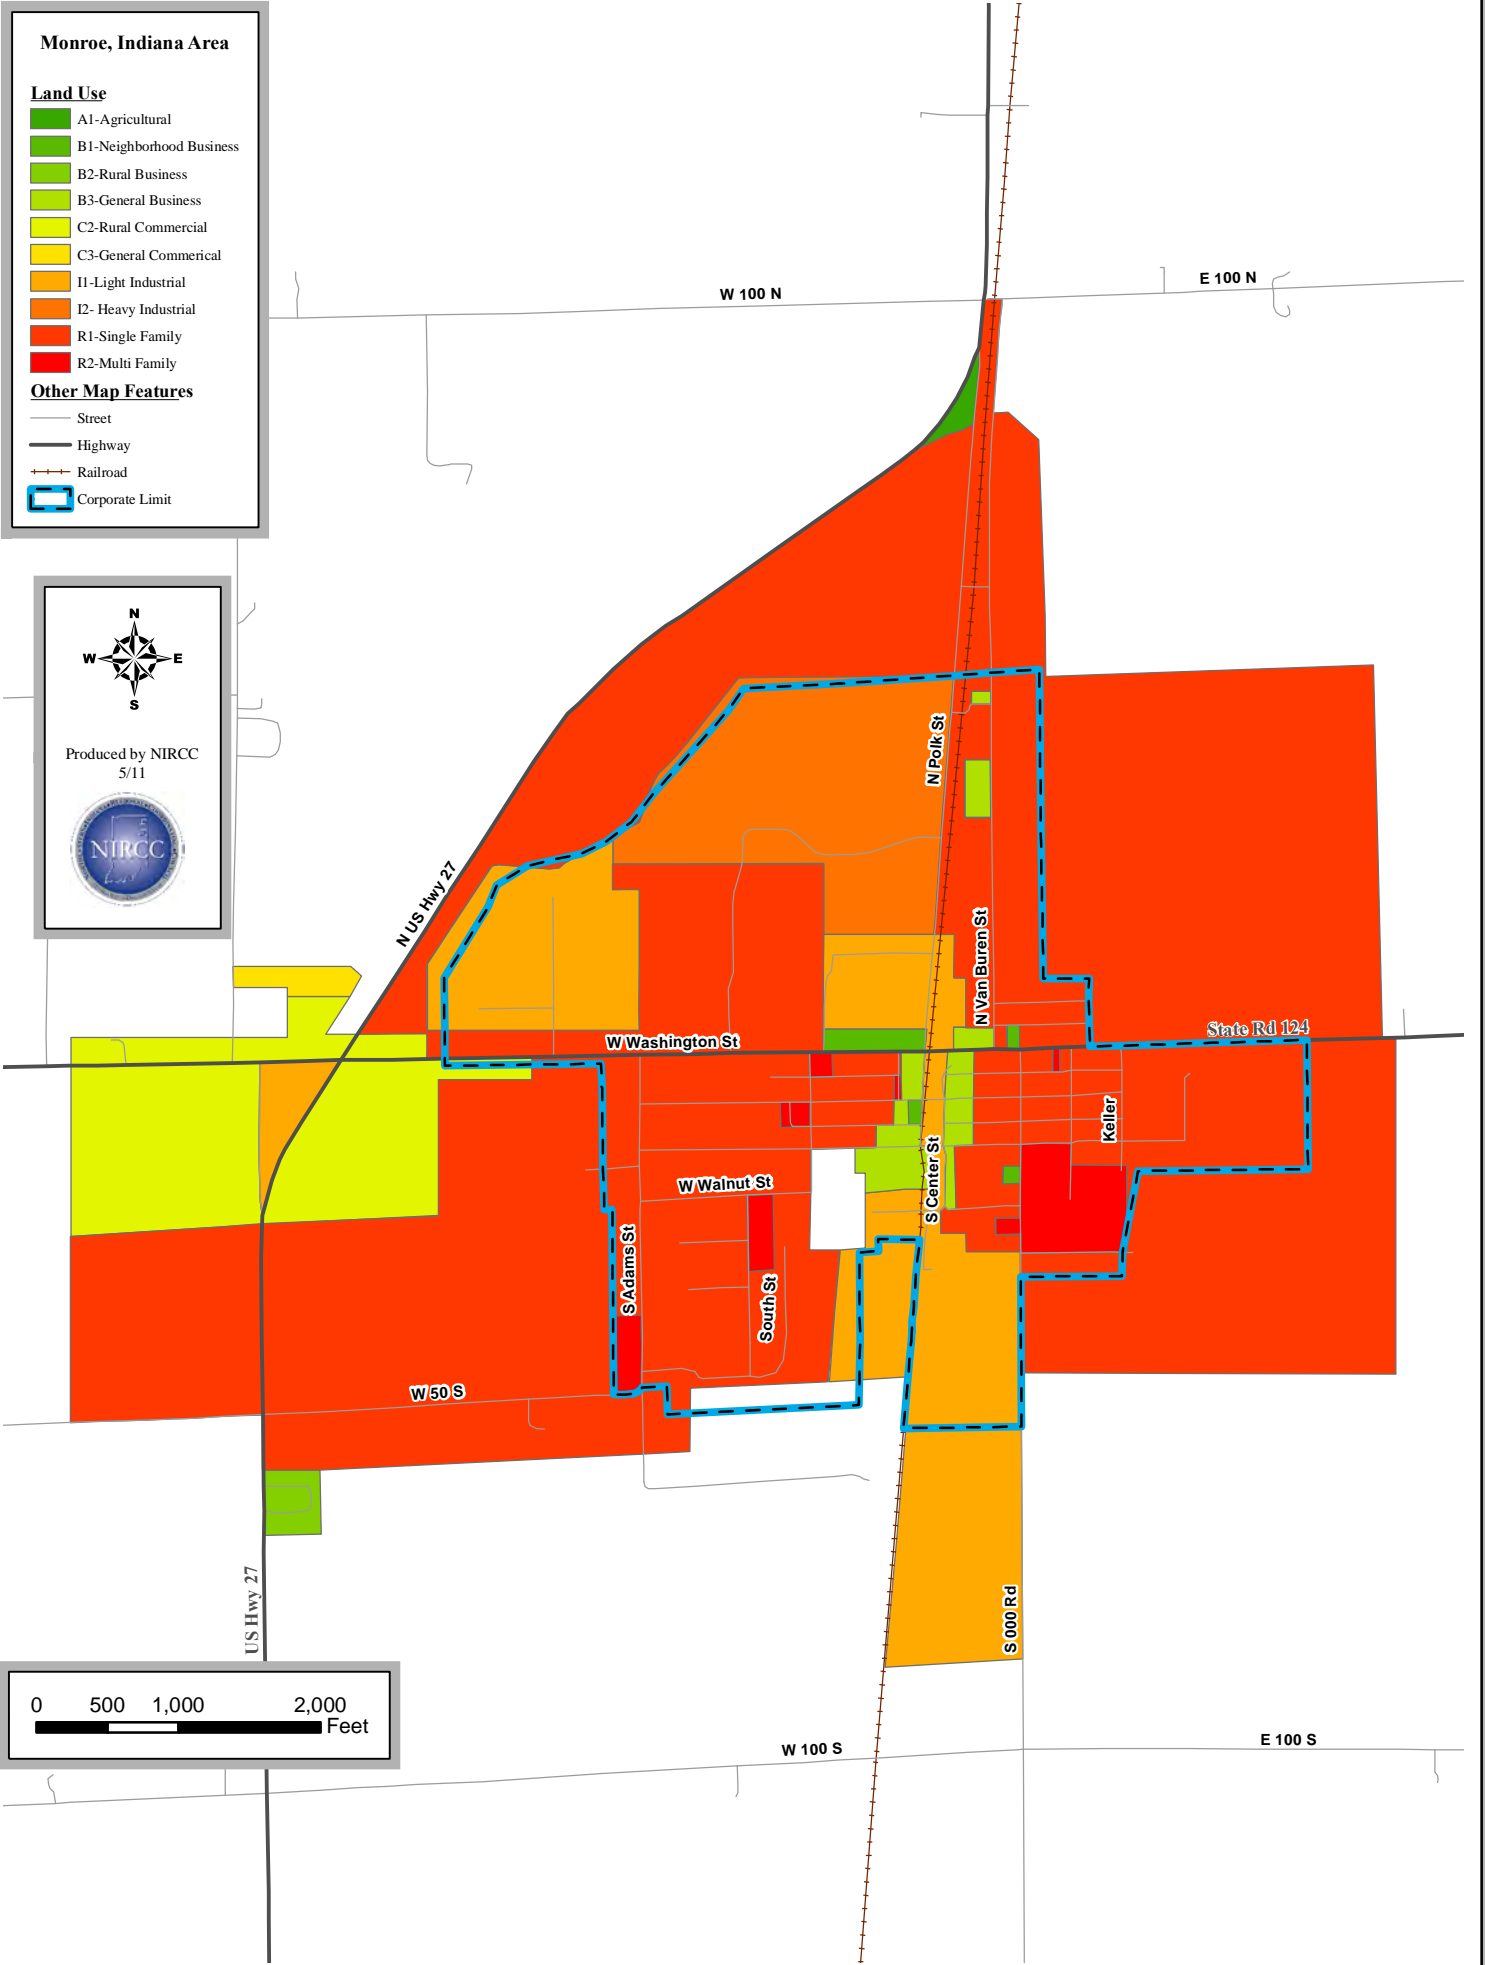 Monroe, Indiana Area
Land Use
A1-Agricultural
B1-Neighborhood Business
B2-Rural Business
B3-General Business
C2-Rural Commercial
C3-General Commerical
I1-Light Industrial
I2- Heavy Industrial
R1-Single Family
R2-Multi Family
Other Map Features
Street
Highway
Railroad
Corporate Limit
N
W
E
S
Produced by NIRCC
5/11
NIRCC
W 100 N
E 100 N
N Polk St
N US Hwy 27
N Van Buren St
State Rd 124
W Washington St
Keller
S Center St
W Walnut St
S Adams St
South St
W 50 S
US Hwy 27
S 000 Rd
0 500 1,000 2,000
Feet
W 100 S
E 100 S